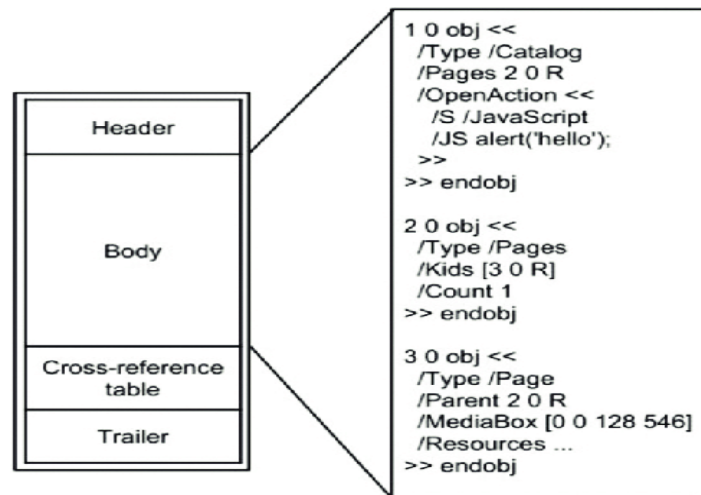 Header
Body
Cross-reference
table
Trailer
1 0 obj <<
/Type /Catalog
/Pages 2 0 R
/OpenAction <<
/S /JavaScript
/JS alert('hello');
>>
>> endobj
2 0 obj <<
/Type /Pages
/Kids [3 0 R]
/Count 1
>> endobj
3 0 obj <<
/Type /Page
/Parent 2 0 R
/MediaBox [0 0 128 546]
/Resources ...
>> endobj